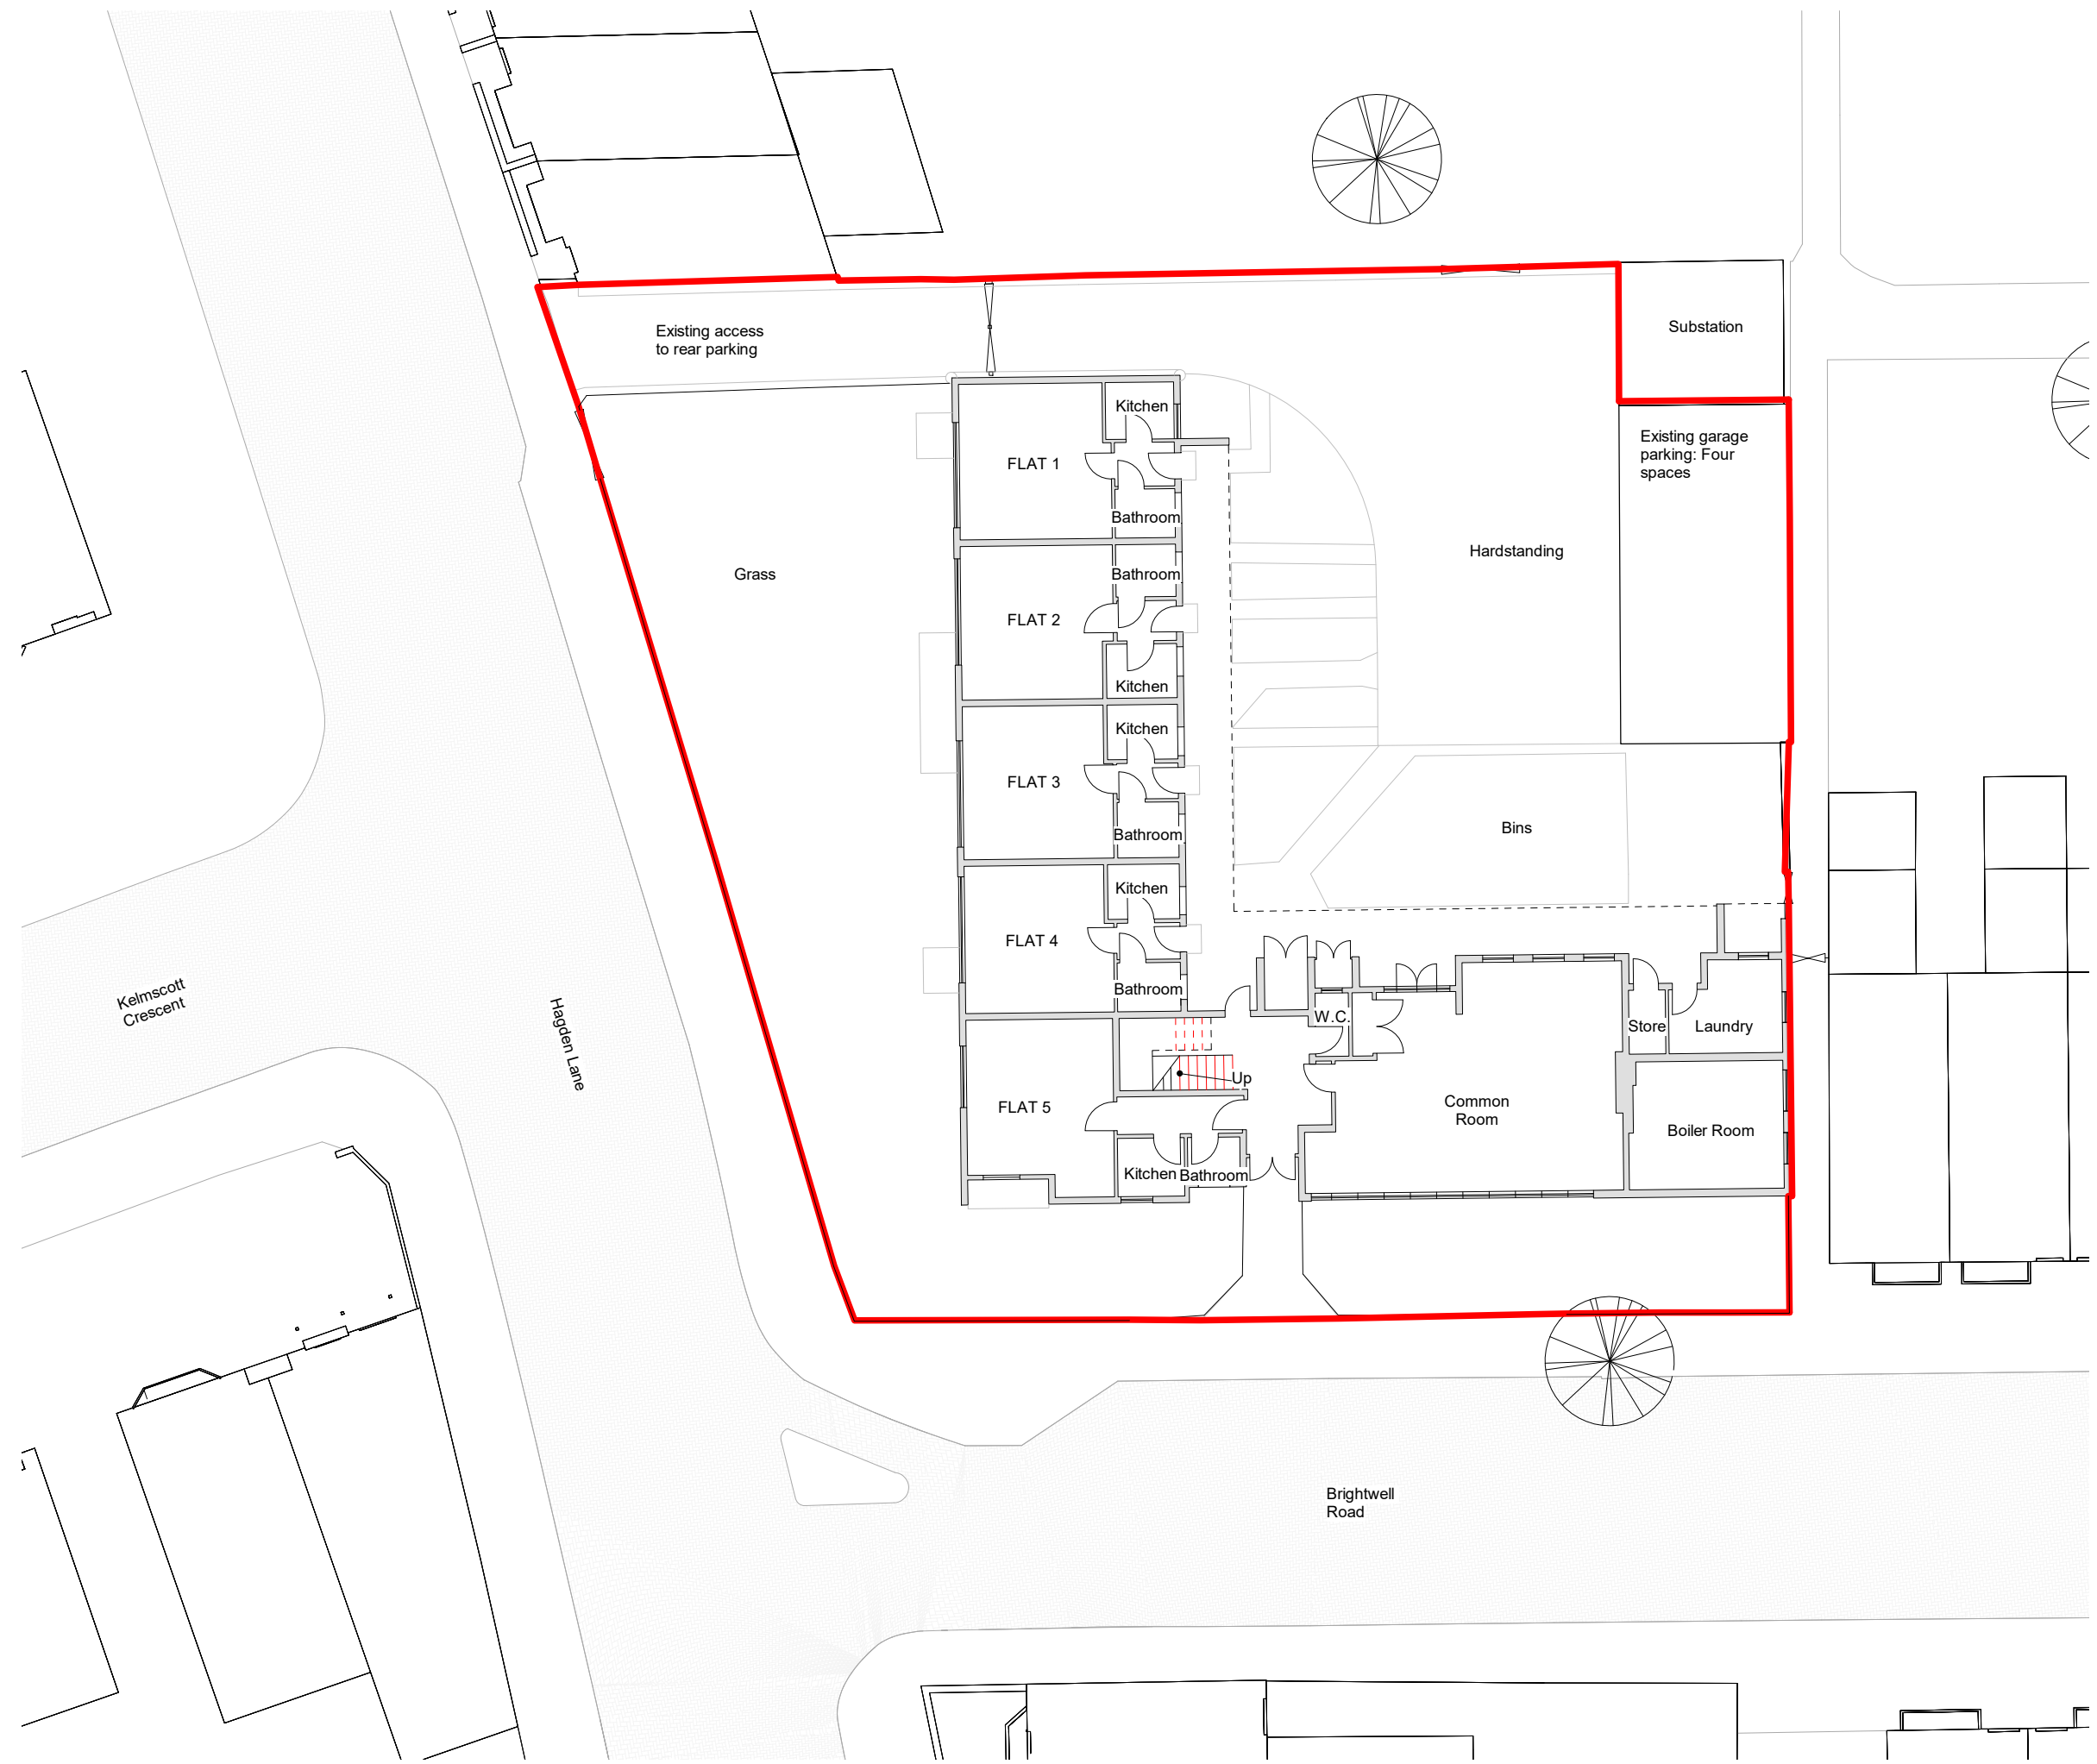 Existing access
to rear parking
Substation
Kitchen
Existing garage
parking: Four
spaces
FLAT 1
Bathroom
Hardstanding
Grass
Bathroom
FLAT 2
Kitchen
Kitchen
FLAT 3
Bathroom
Bins
Kitchen
FLAT 4
Bathroom
Kelmscott
Crescent
Hagden Lane
W.C.
Store
Laundry
Up
FLAT 5
Common
Room
Boiler Room
Kitchen
Bathroom
Brightwell
Road